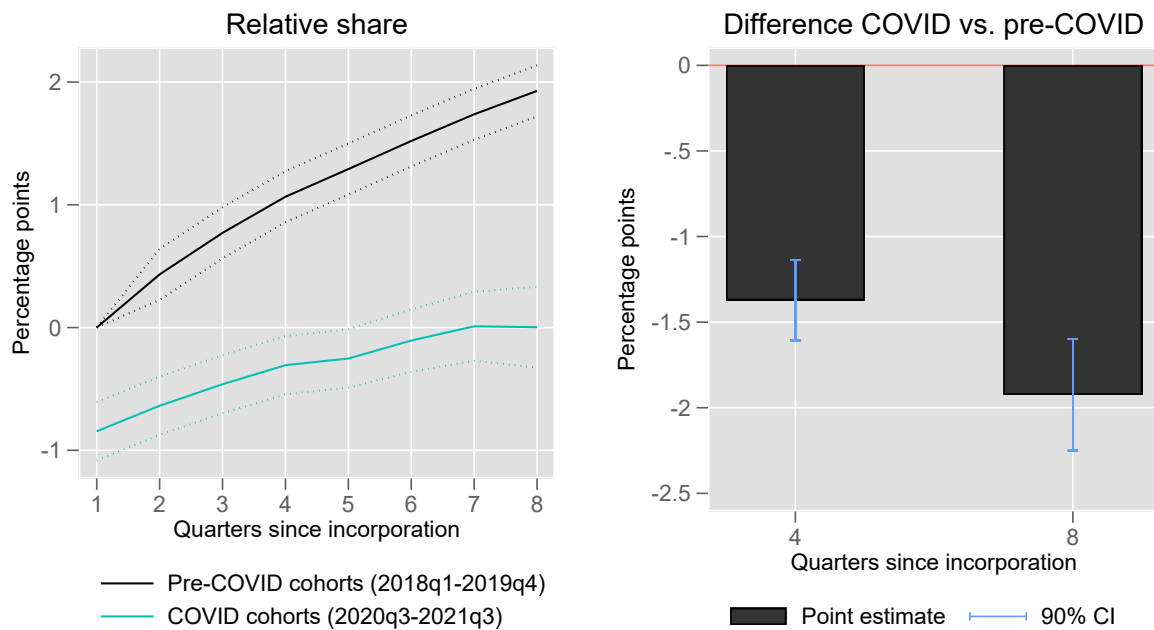 Relative share
Percentage points
2
1
0
-1
1 2 3 4 5 6 7 8
Quarters since incorporation
Pre-COVID cohorts (2018q1-2019q4)
COVID cohorts (2020q3-2021q3)
Difference COVID vs. pre-COVID
Percentage points
0
-.5
-1
-1.5
-2
-2.5
4 8
Quarters since incorporation
Point estimate 90% CI